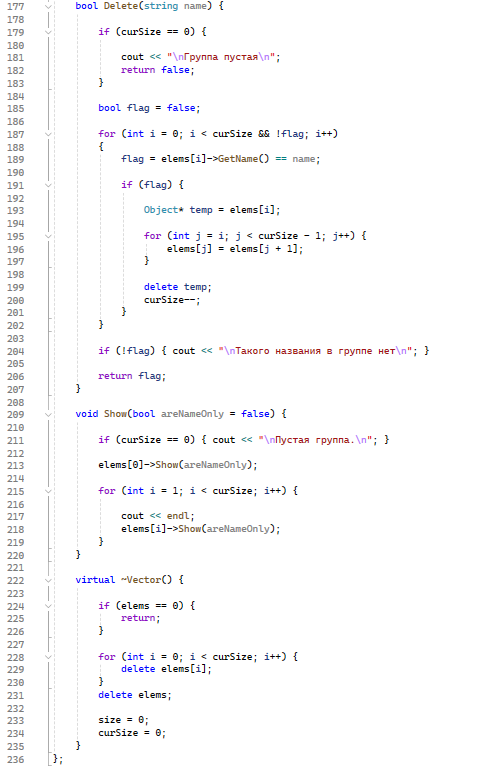 177 bool Delete(string name) {
178
179 if (curSize == 0) {
180
181 cout << "\nГруппа пустая\n";
182 return false;
183 }
184
185 bool flag = false;
186
187 for (int i = 0; i < curSize && !flag; i++)
188 {
189 flag = elems[i]->GetName() == name;
190
191 if (flag) {
192
193 Object* temp = elems[i];
194
195 for (int j = i; j < curSize - 1; j++) {
196 elems[j] = elems[j + 1];
197 }
198
199 delete temp;
200 curSize--;
201 }
202 }
203
204 if (!flag) { cout << "\nТакого названия в группе нет\n"; }
205
206 return flag;
207 }
208
209 void Show(bool areNameOnly = false) {
210
211 if (curSize == 0) { cout << "\nПустая группа.\n"; }
212
213 elems[0]->Show(areNameOnly);
214
215 for (int i = 1; i < curSize; i++) {
216
217 cout << endl;
218 elems[i]->Show(areNameOnly);
219 }
220 }
221
222 virtual ~Vector() {
223
224 if (elems == 0) {
225 return;
226 }
227
228 for (int i = 0; i < curSize; i++) {
229 delete elems[i];
230 }
231 delete elems;
232
233 size = 0;
234 curSize = 0;
235 }
236 };